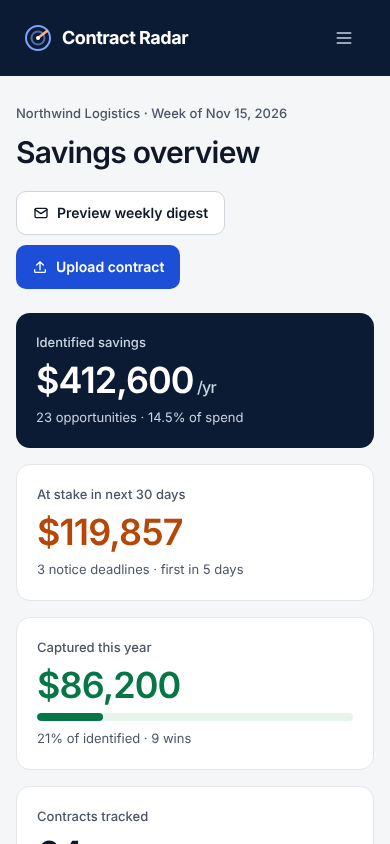 Contract Radar
Northwind Logistics · Week of Nov 15, 2026
Savings overview
Preview weekly digest
Upload contract
Identified savings
$412,600 /yr
23 opportunities · 14.5% of spend
At stake in next 30 days
$119,857
3 notice deadlines · first in 5 days
Captured this year
$86,200
21% of identified · 9 wins
Contracts tracked